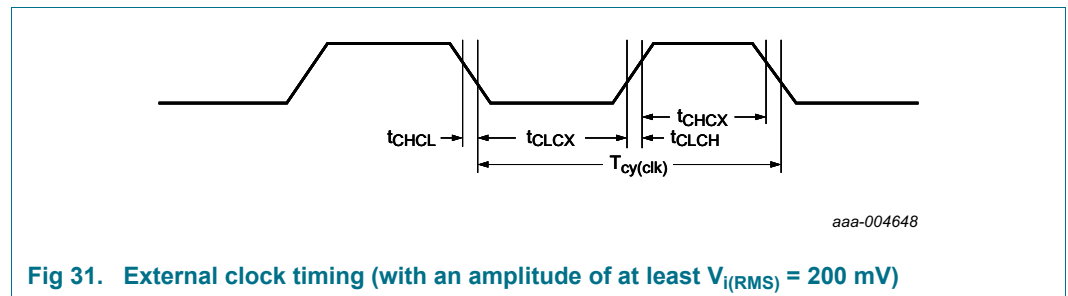 tCHCX
tCHCL tCLCX tCLCH
Tcy(clk)
aaa-004648
Fig 31. External clock timing (with an amplitude of at least Vi(RMS) = 200 mV)